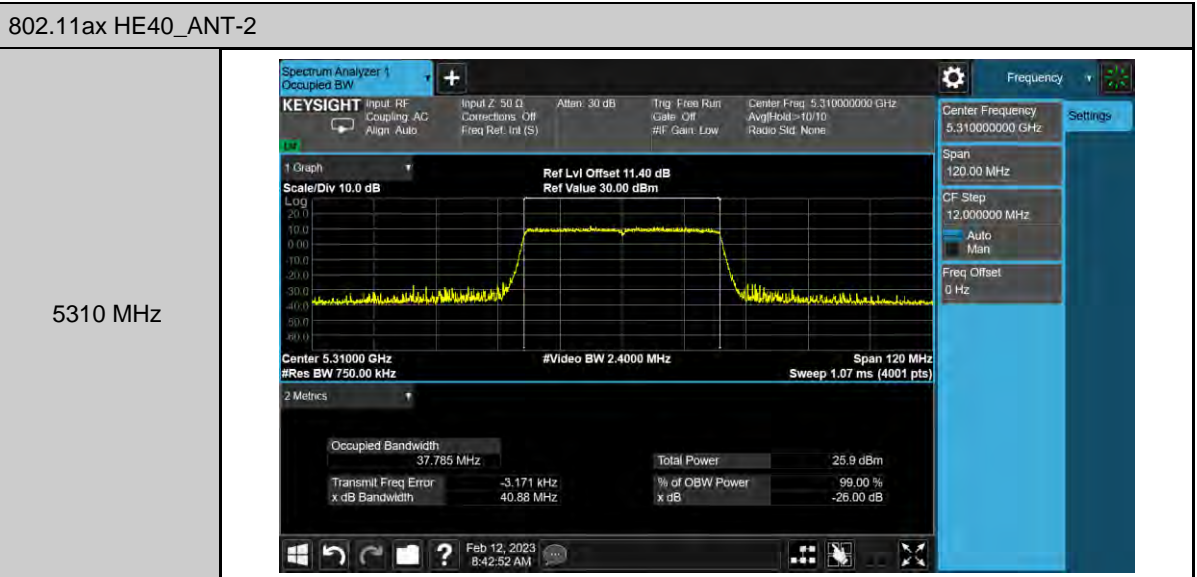 802.11ax HE40_ANT-2
5310 MHz
Spectrum Analyzer 1
Occupied BW
Frequency
KEYSIGHT
Input: RF
Coupling: AC
Align: Auto
Input Z: 50 Ω
Corrections: Off
Freq Ref: Int (S)
Atten: 30 dB
Trig: Free Run
Gate: Off
#IF Gain: Low
Center Freq: 5.310000000 GHz
Avg|Hold:>10/10
Radio Std: None
Center Frequency
5.310000000 GHz
Settings
Span
120.00 MHz
CF Step
12.000000 MHz
Auto
Man
Freq Offset
0 Hz
1 Graph
Scale/Div 10.0 dB
Ref Lvl Offset 11.40 dB
Ref Value 30.00 dBm
Log
20.0
10.0
0.00
-10.0
-20.0
-30.0
-40.0
-50.0
-60.0
Center 5.31000 GHz
#Video BW 2.4000 MHz
Span 120 MHz
#Res BW 750.00 kHz
Sweep 1.07 ms (4001 pts)
2 Metrics
Occupied Bandwidth
37.785 MHz
Total Power 25.9 dBm
Transmit Freq Error -3.171 kHz
% of OBW Power 99.00 %
x dB Bandwidth 40.88 MHz
x dB -26.00 dB
Feb 12, 2023
8:42:52 AM